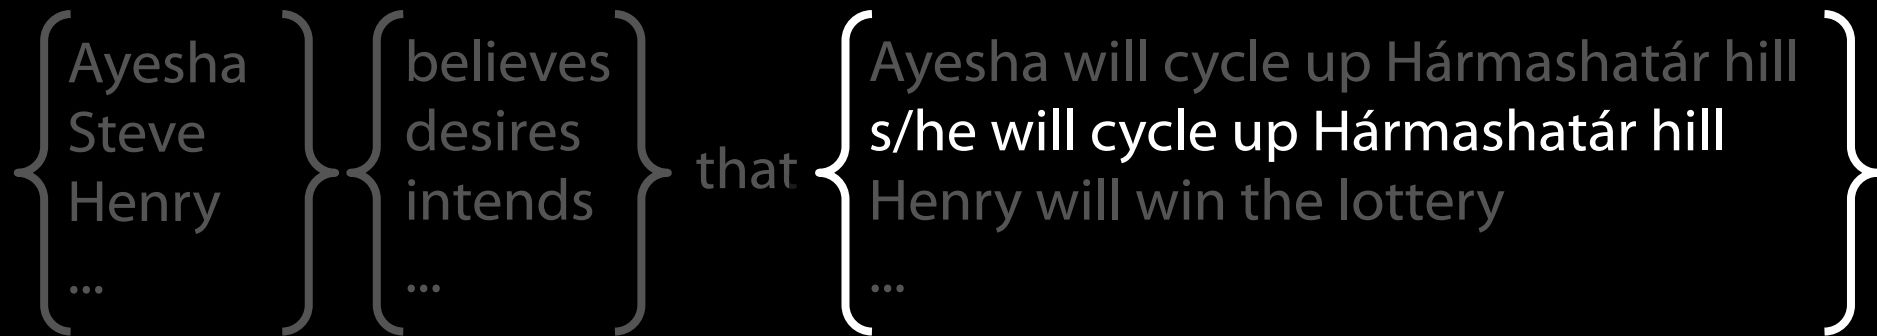 Ayesha
Steve
Henry
...
believes
desires
intends
...
that
Ayesha will cycle up Hármashatár hill
s/he will cycle up Hármashatár hill
Henry will win the lottery
...